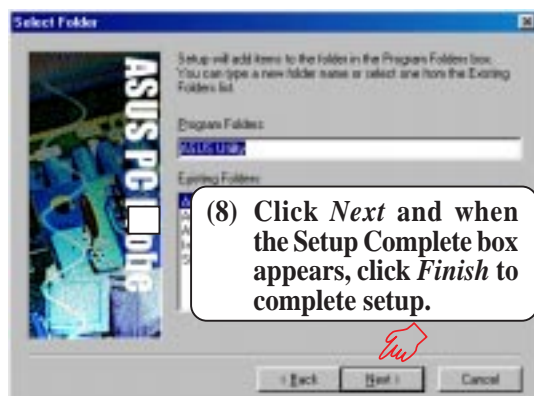 Select Folder
Setup will add items to the folder in the Program Folders box.
You can type a new folder name or select one from the Existing
Folders list.
Program Folders:
ASUS Utility
Existing Folders:
(8) Click Next and when
the Setup Complete box
appears, click Finish to
complete setup.
ASUS PC
< Back
Next >
Cancel